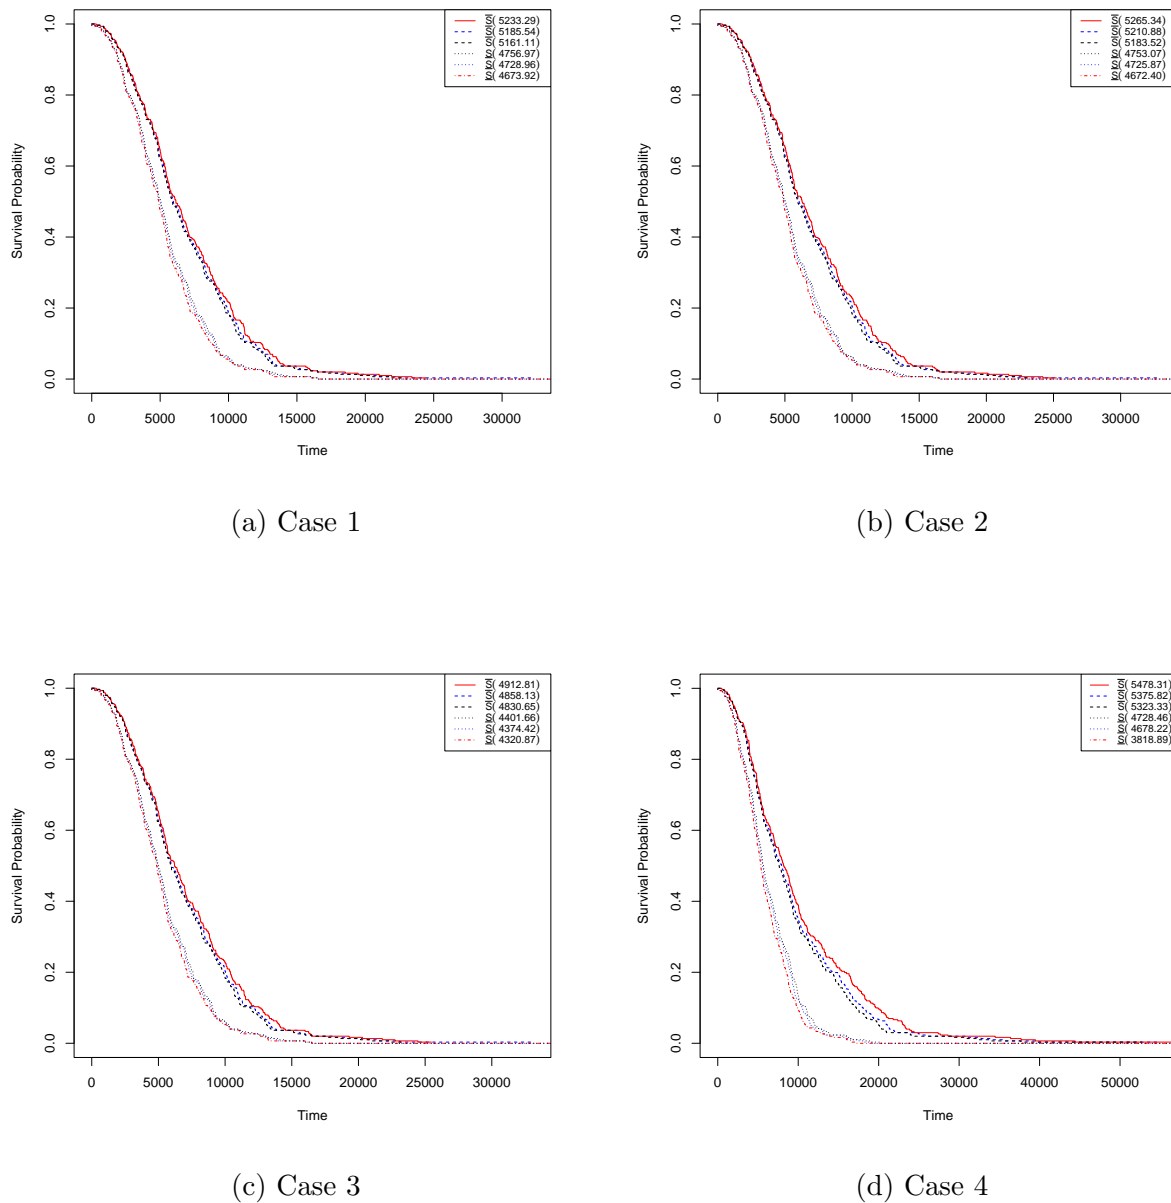 S( 5233.29)
S( 5185.54)
S( 5161.11)
S( 4756.97)
S( 4728.96)
S( 4673.92)
Survival Probability
1.0
0.8
0.6
0.4
0.2
0.0
0 5000 10000 15000 20000 25000 30000
Time
(a) Case 1
S( 5265.34)
S( 5210.88)
S( 5183.52)
S( 4753.07)
S( 4725.87)
S( 4672.40)
Survival Probability
1.0
0.8
0.6
0.4
0.2
0.0
0 5000 10000 15000 20000 25000 30000
Time
(b) Case 2
S( 4912.81)
S( 4858.13)
S( 4830.65)
S( 4401.66)
S( 4374.42)
S( 4320.87)
Survival Probability
1.0
0.8
0.6
0.4
0.2
0.0
0 5000 10000 15000 20000 25000 30000
Time
(c) Case 3
S( 5478.31)
S( 5375.82)
S( 5323.33)
S( 4728.46)
S( 4678.22)
S( 3818.89)
Survival Probability
1.0
0.8
0.6
0.4
0.2
0.0
0 10000 20000 30000 40000 50000
Time
(d) Case 4